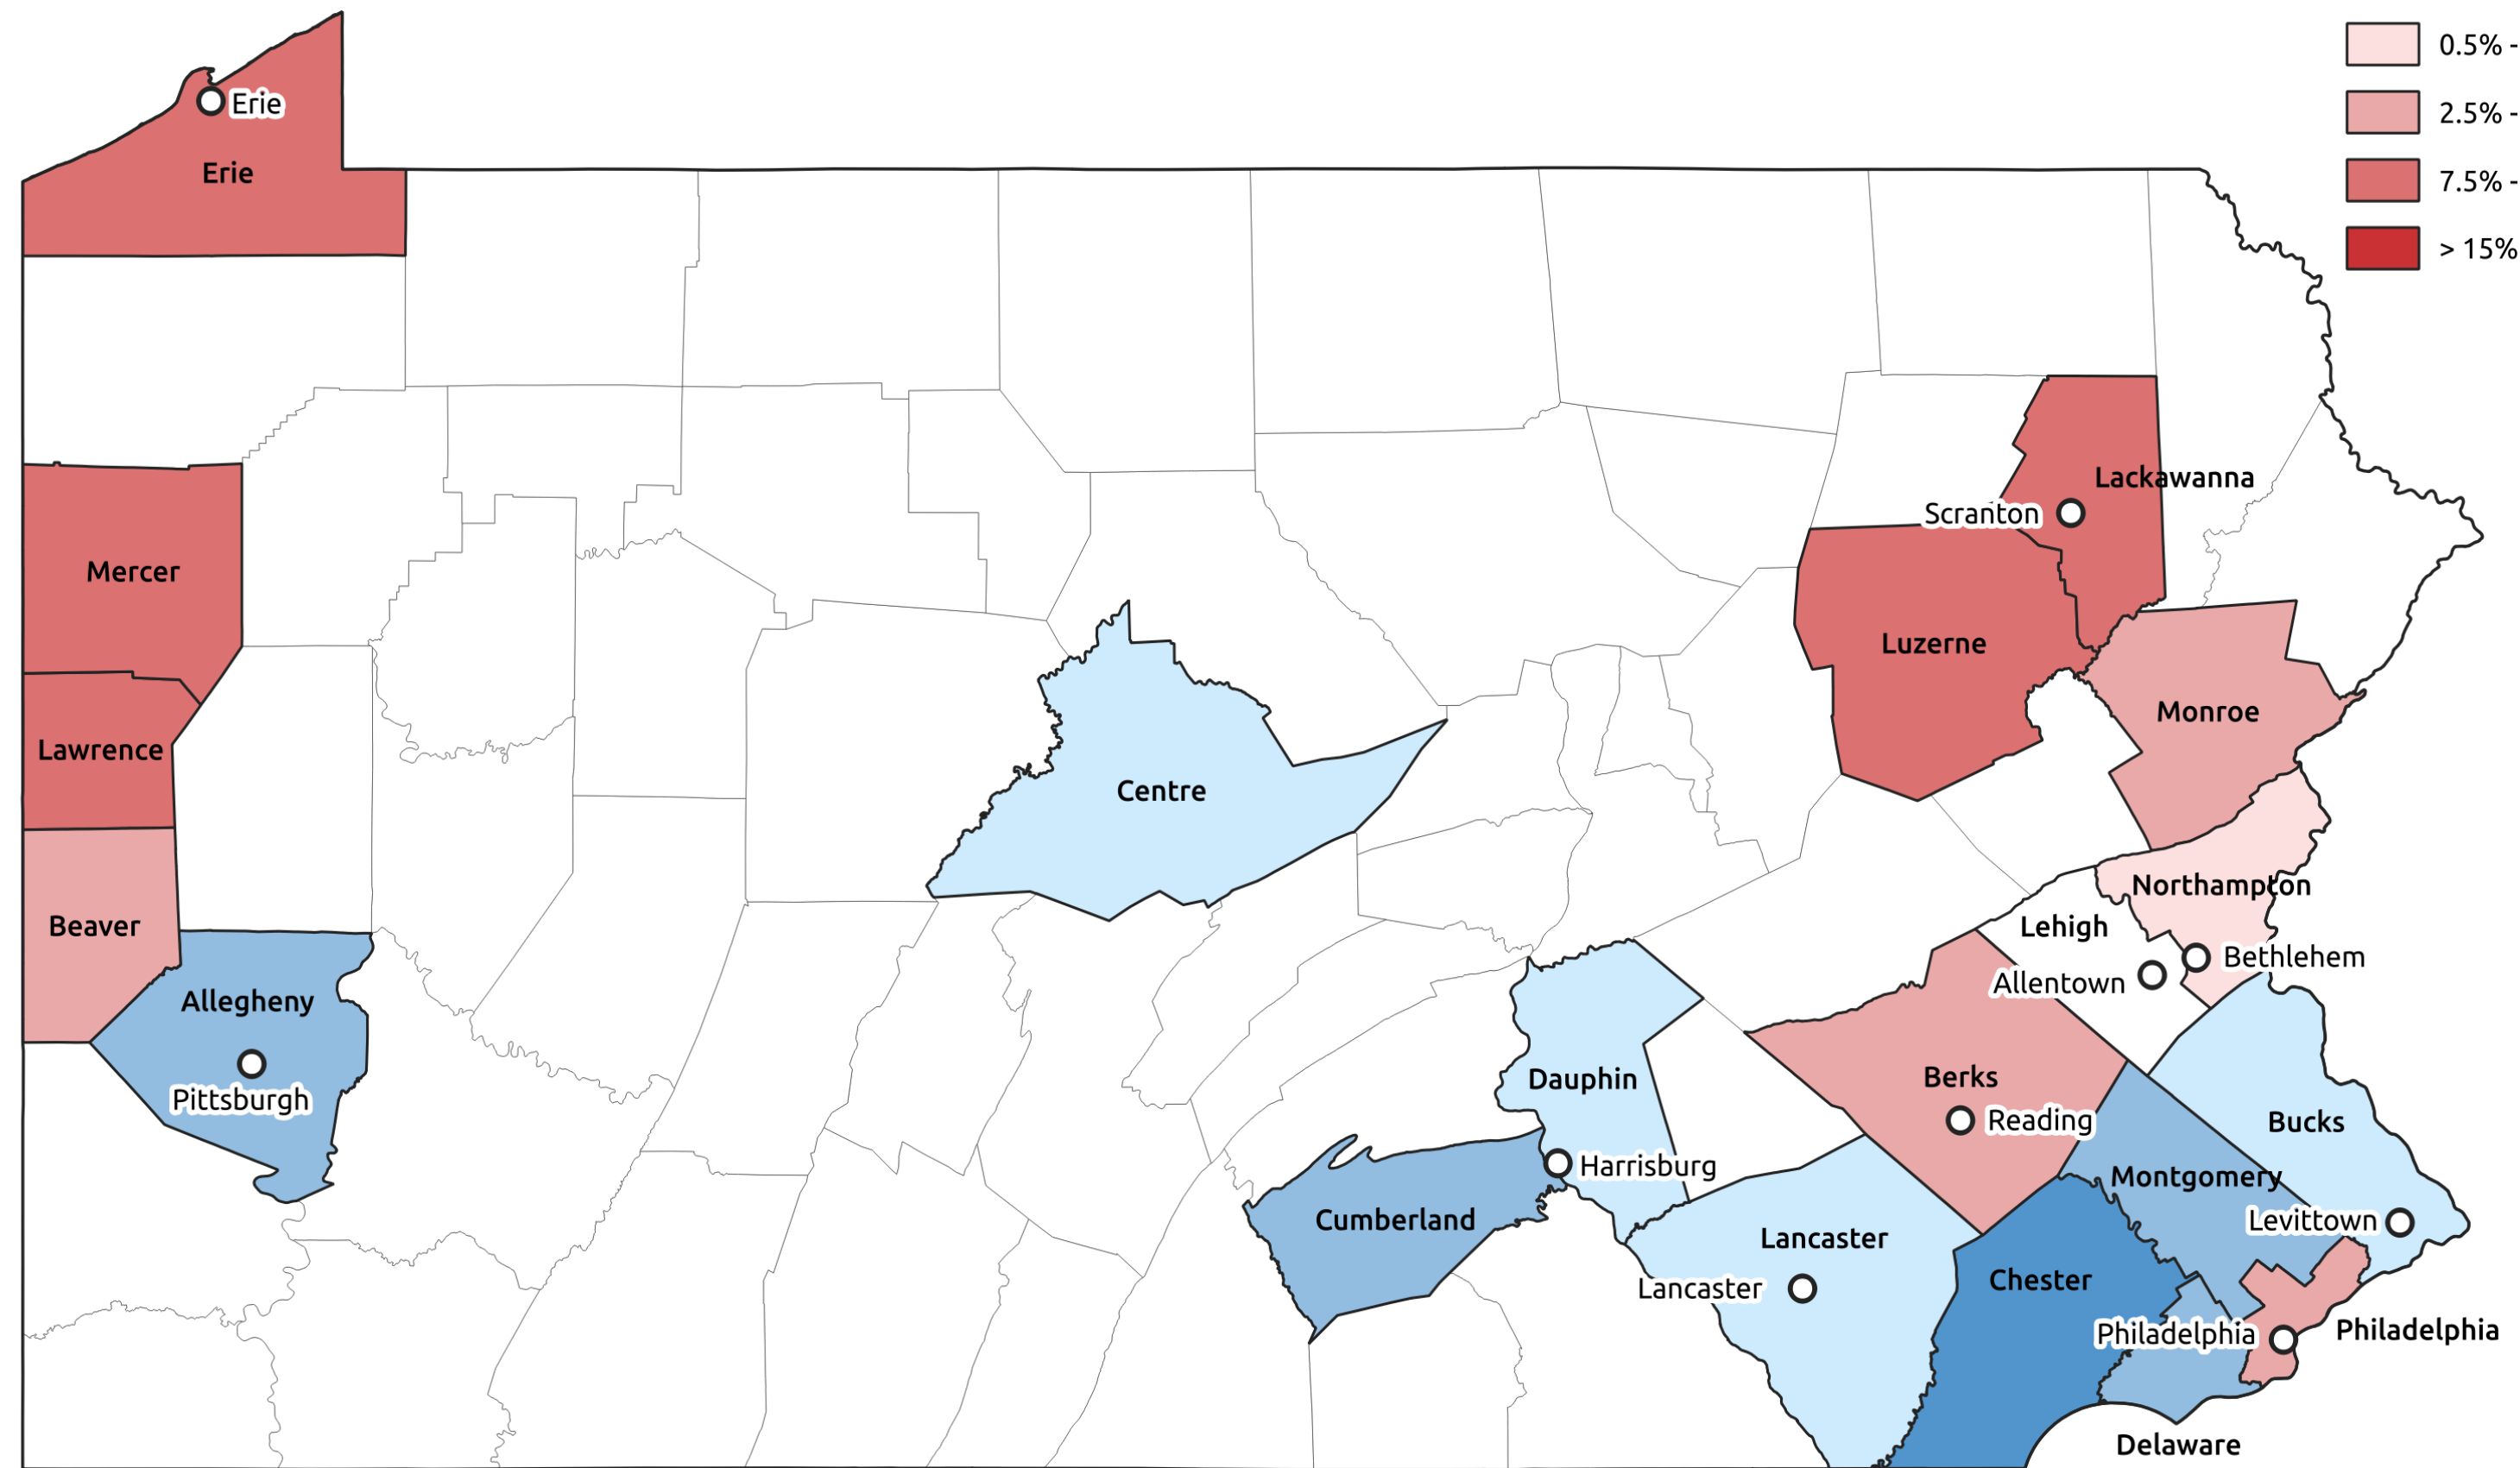 0.5% -
2.5% -
7.5% -
> 15%
Erie
Erie
Lackawanna
Scranton
Mercer
Luzerne
Monroe
Lawrence
Centre
Northampton
Beaver
Lehigh
Bethlehem
Allentown
Allegheny
Pittsburgh
Dauphin
Berks
Reading
Bucks
Harrisburg
Montgomery
Cumberland
Levittown
Lancaster
Chester
Lancaster
Philadelphia
Philadelphia
Delaware